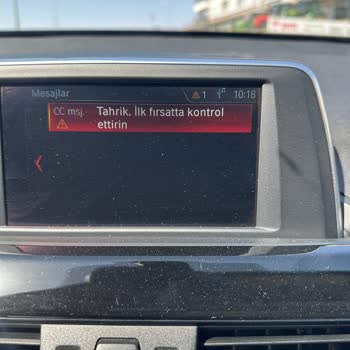 Mesajlar 1 10:18
CC msj. Tahrik. İlk fırsatta kontrol
ettirin